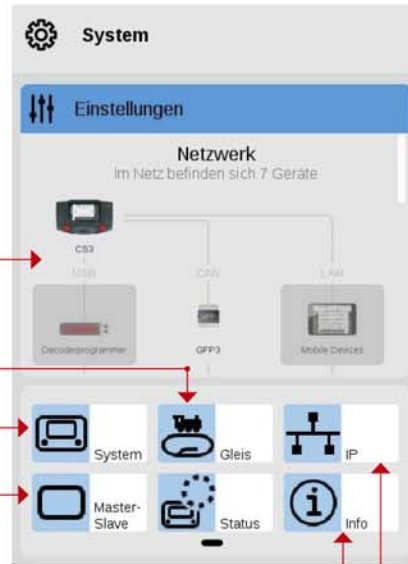 System
Einstellungen
Netzwerk
Im Netz befinden sich 7 Geräte
CS3
USB CAN LAN
Decoderprogrammer GFP3 Mobile Devices
System Gleis IP
Master-
Slave Status Info